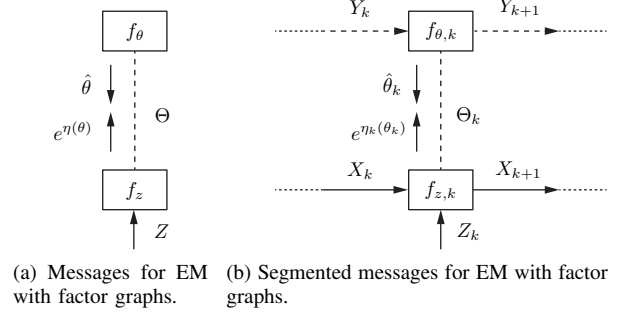 f_θ
θ̂
e^{η(θ)}
Θ
f_z
Z
(a) Messages for EM
with factor graphs.
Y_k
f_{θ,k}
Y_{k+1}
θ̂_k
e^{η_k(θ_k)}
Θ_k
X_k
f_{z,k}
X_{k+1}
Z_k
(b) Segmented messages for EM with factor
graphs.